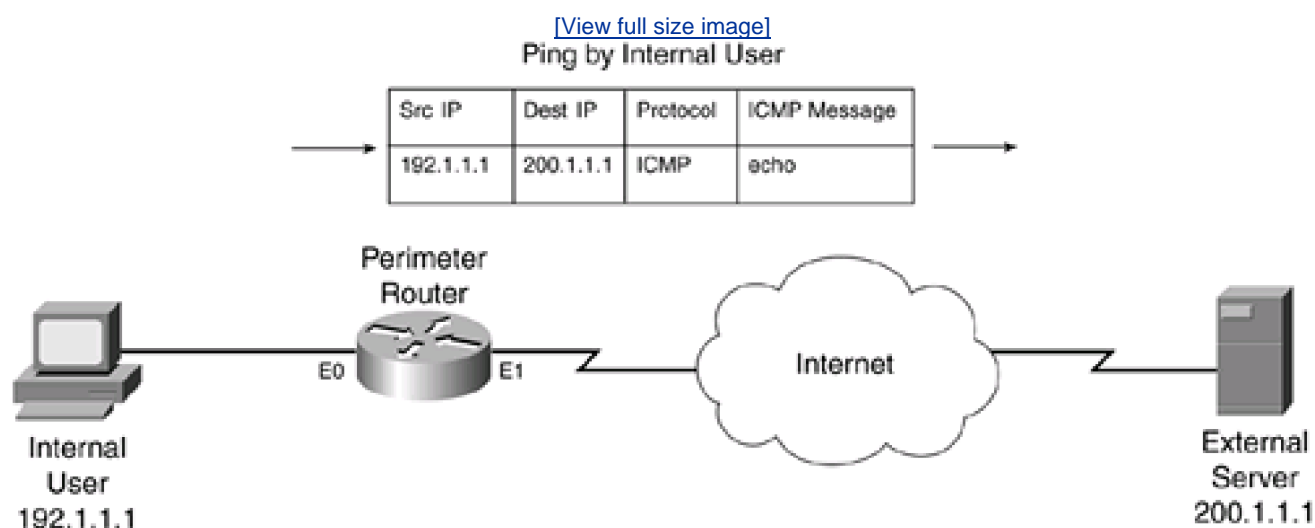 [View full size image]
Ping by Internal User
Src IP Dest IP Protocol ICMP Message
192.1.1.1 200.1.1.1 ICMP echo
Perimeter
Router
E0 E1
Internet
Internal
User
192.1.1.1
External
Server
200.1.1.1